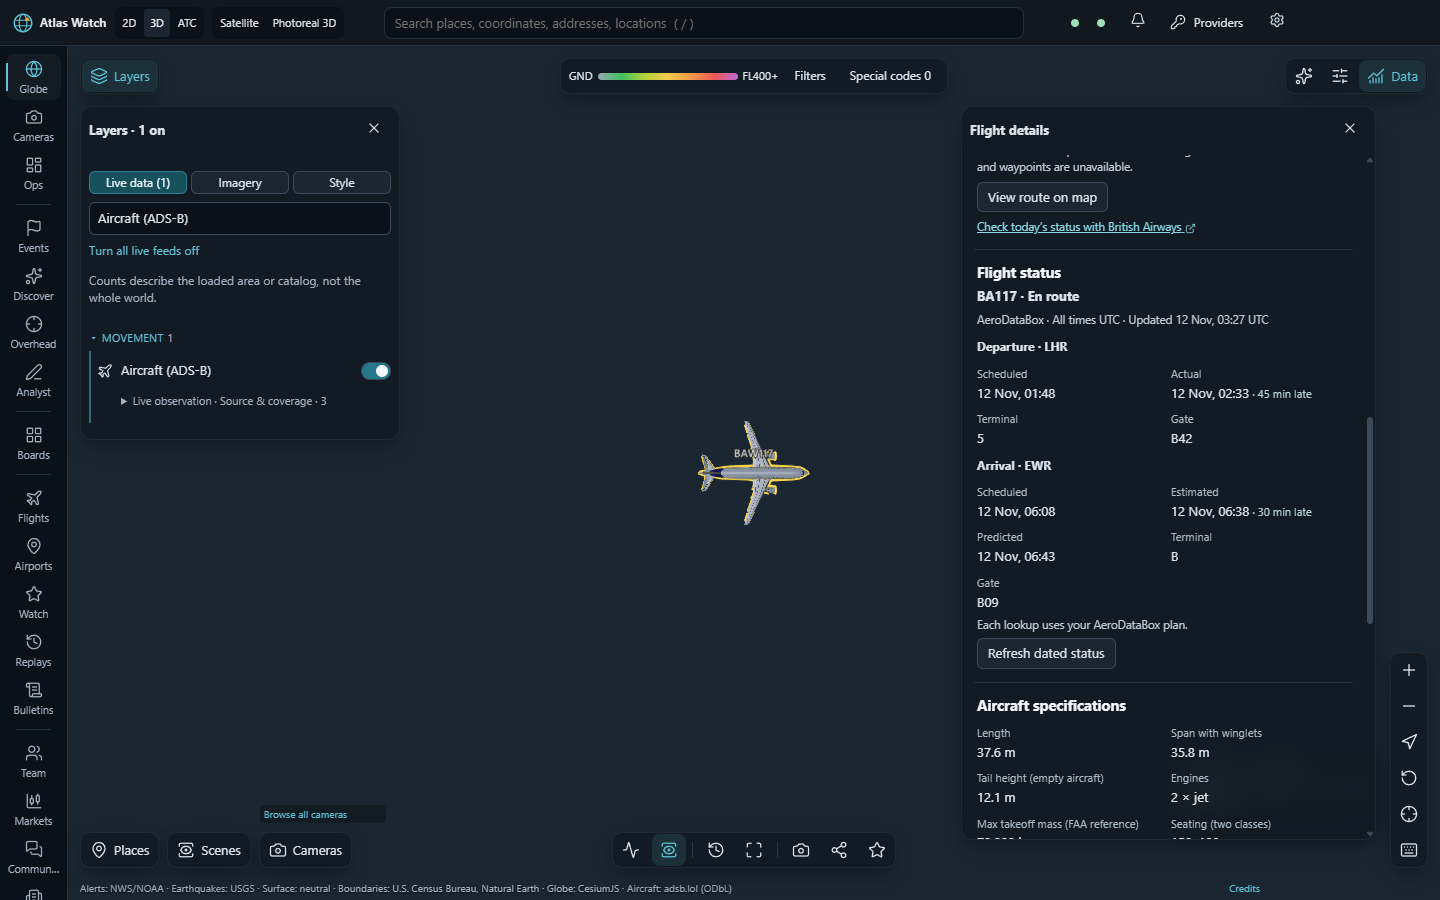 Atlas Watch
2D 3D ATC
Satellite Photoreal 3D
Search places, coordinates, addresses, locations ( / )
Providers
Globe
Cameras
Ops
Events
Discover
Overhead
Analyst
Boards
Flights
Airports
Watch
Replays
Bulletins
Team
Markets
Commun...
Layers
GND FL400+ Filters Special codes 0
Data
Layers · 1 on
Live data (1) Imagery Style
Aircraft (ADS-B)
Turn all live feeds off
Counts describe the loaded area or catalog, not the
whole world.
MOVEMENT 1
Aircraft (ADS-B)
Live observation · Source & coverage · 3
BAW117
Flight details
and waypoints are unavailable.
View route on map
Check today's status with British Airways
Flight status
BA117 · En route
AeroDataBox · All times UTC · Updated 12 Nov, 03:27 UTC
Departure · LHR
Scheduled Actual
12 Nov, 01:48 12 Nov, 02:33 · 45 min late
Terminal Gate
5 B42
Arrival · EWR
Scheduled Estimated
12 Nov, 06:08 12 Nov, 06:38 · 30 min late
Predicted Terminal
12 Nov, 06:43 B
Gate
B09
Each lookup uses your AeroDataBox plan.
Refresh dated status
Aircraft specifications
Length Span with winglets
37.6 m 35.8 m
Tail height (empty aircraft) Engines
12.1 m 2 × jet
Max takeoff mass (FAA reference) Seating (two classes)
Browse all cameras
Places Scenes Cameras
Alerts: NWS/NOAA · Earthquakes: USGS · Surface: neutral · Boundaries: U.S. Census Bureau, Natural Earth · Globe: CesiumJS · Aircraft: adsb.lol (ODbL)
Credits